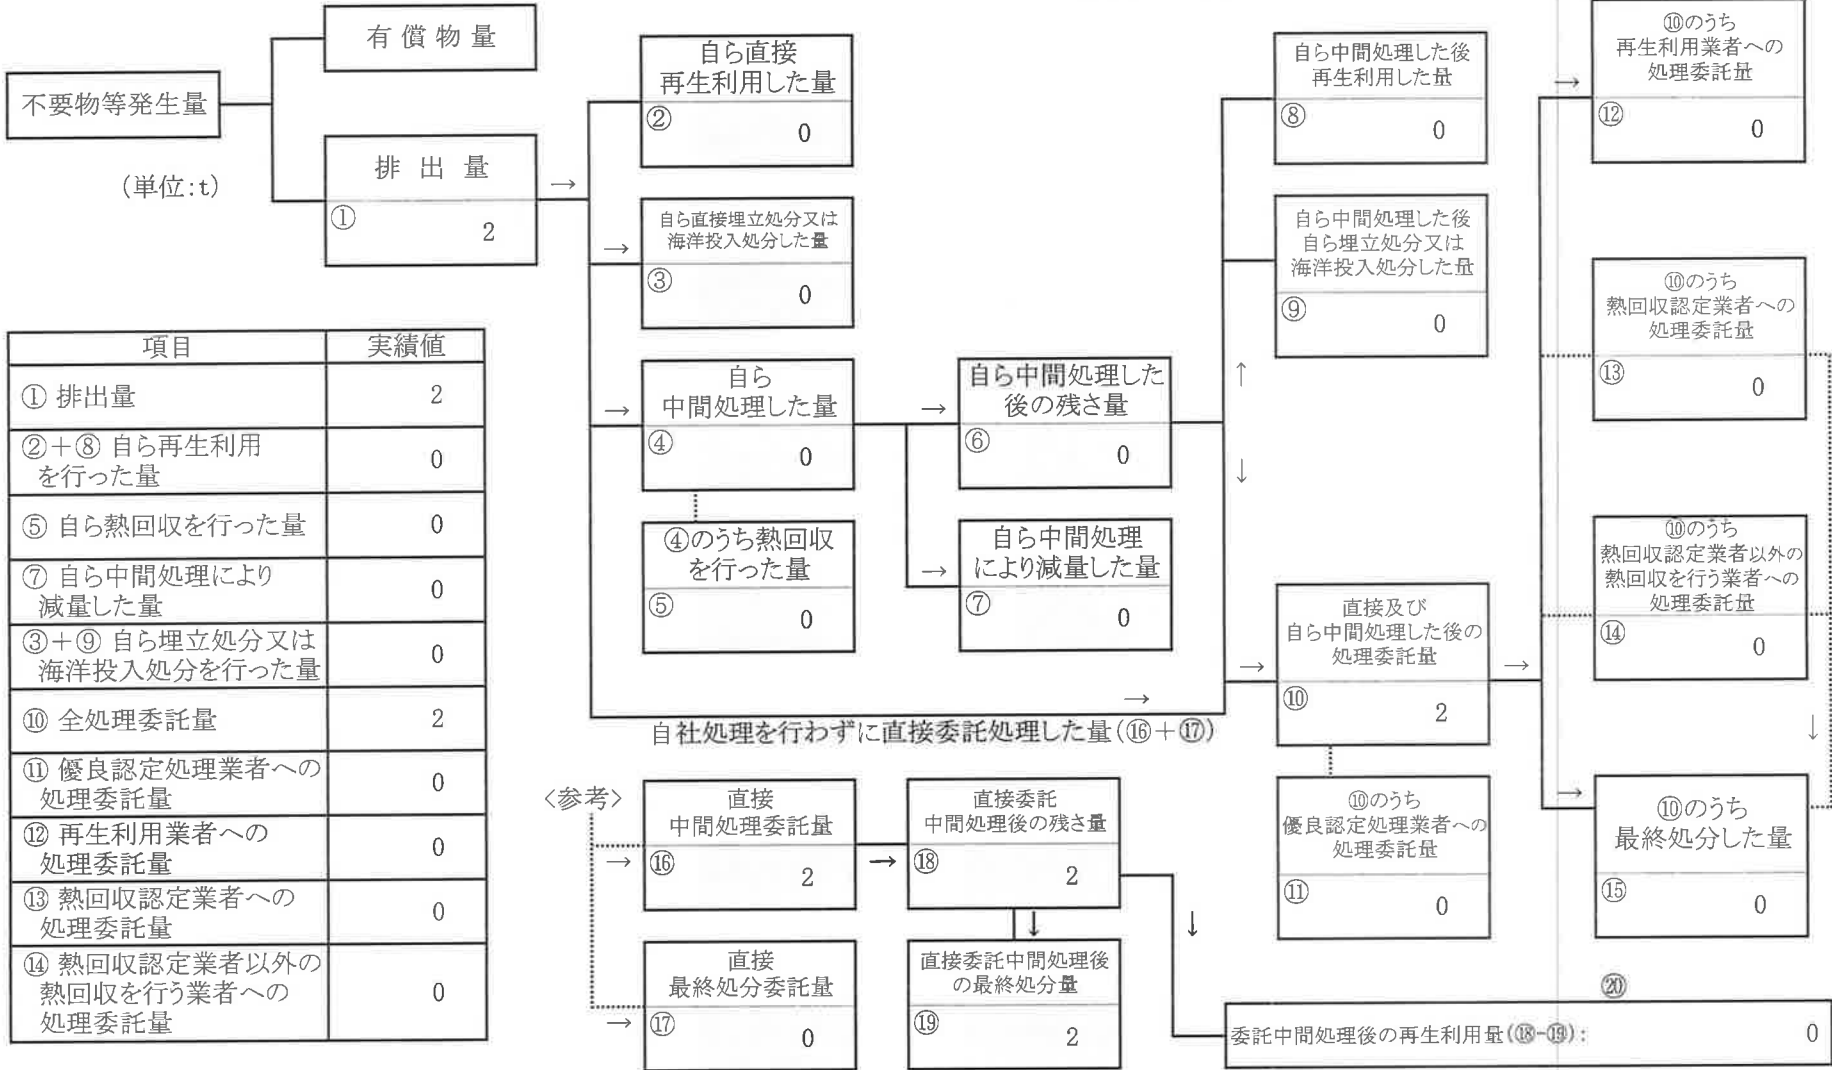 不要物等発生量
(単位:t)
有償物量
排出量
①
2
自ら直接
再生利用した量
②
0
自ら直接埋立処分又は
海洋投入処分した量
③
0
自ら
中間処理した量
④
0
④のうち熱回収
を行った量
⑤
0
自ら中間処理した
後の残さ量
⑥
0
自ら中間処理
により減量した量
⑦
0
自ら中間処理した後
再生利用した量
⑧
0
自ら中間処理した後
自ら埋立処分又は
海洋投入処分した量
⑨
0
直接及び
自ら中間処理した後の
処理委託量
⑩
2
⑩のうち
優良認定処理業者への
処理委託量
⑪
0
⑩のうち
再生利用業者への
処理委託量
⑫
0
⑩のうち
熱回収認定業者への
処理委託量
⑬
0
⑩のうち
熱回収認定業者以外の
熱回収を行う業者への
処理委託量
⑭
0
⑩のうち
最終処分した量
⑮
0
自社処理を行わずに直接委託処理した量(⑯+⑰)
<参考>
直接
中間処理委託量
⑯
2
直接
最終処分委託量
⑰
0
直接委託
中間処理後の残さ量
⑱
2
直接委託中間処理後
の最終処分量
⑲
2
⑳
委託中間処理後の再生利用量(⑱-⑲):
0
項目 実績値
① 排出量 2
②+⑧ 自ら再生利用
を行った量 0
⑤ 自ら熱回収を行った量 0
⑦ 自ら中間処理により
減量した量 0
③+⑨ 自ら埋立処分又は
海洋投入処分を行った量 0
⑩ 全処理委託量 2
⑪ 優良認定処理業者への
処理委託量 0
⑫ 再生利用業者への
処理委託量 0
⑬ 熱回収認定業者への
処理委託量 0
⑭ 熱回収認定業者以外の
熱回収を行う業者への
処理委託量 0